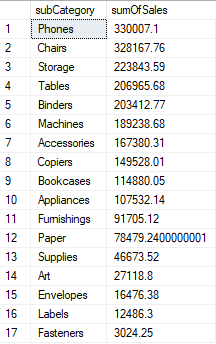 subCategory sumOfSales
1 Phones 330007.1
2 Chairs 328167.76
3 Storage 223843.59
4 Tables 206965.68
5 Binders 203412.77
6 Machines 189238.68
7 Accessories 167380.31
8 Copiers 149528.01
9 Bookcases 114880.05
10 Appliances 107532.14
11 Furnishings 91705.12
12 Paper 78479.2400000001
13 Supplies 46673.52
14 Art 27118.8
15 Envelopes 16476.38
16 Labels 12486.3
17 Fasteners 3024.25